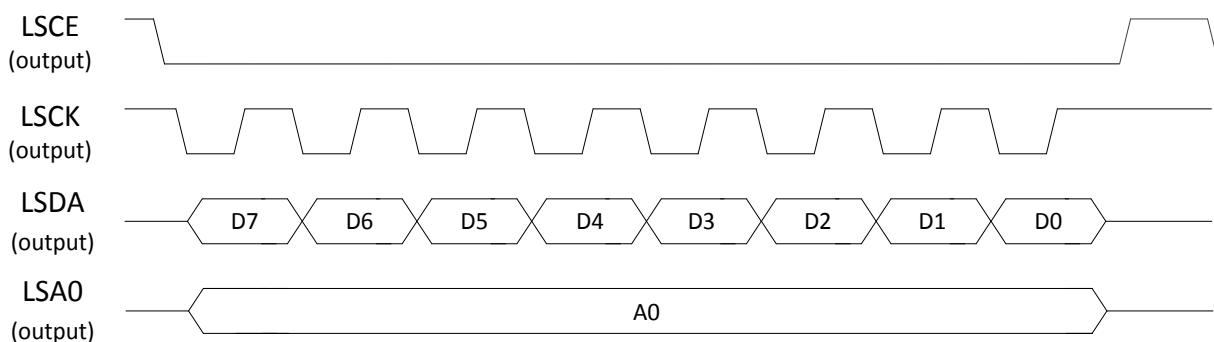 LSCE
(output)
LSCK
(output)
LSDA
(output)
D7 D6 D5 D4 D3 D2 D1 D0
LSA0
(output)
A0